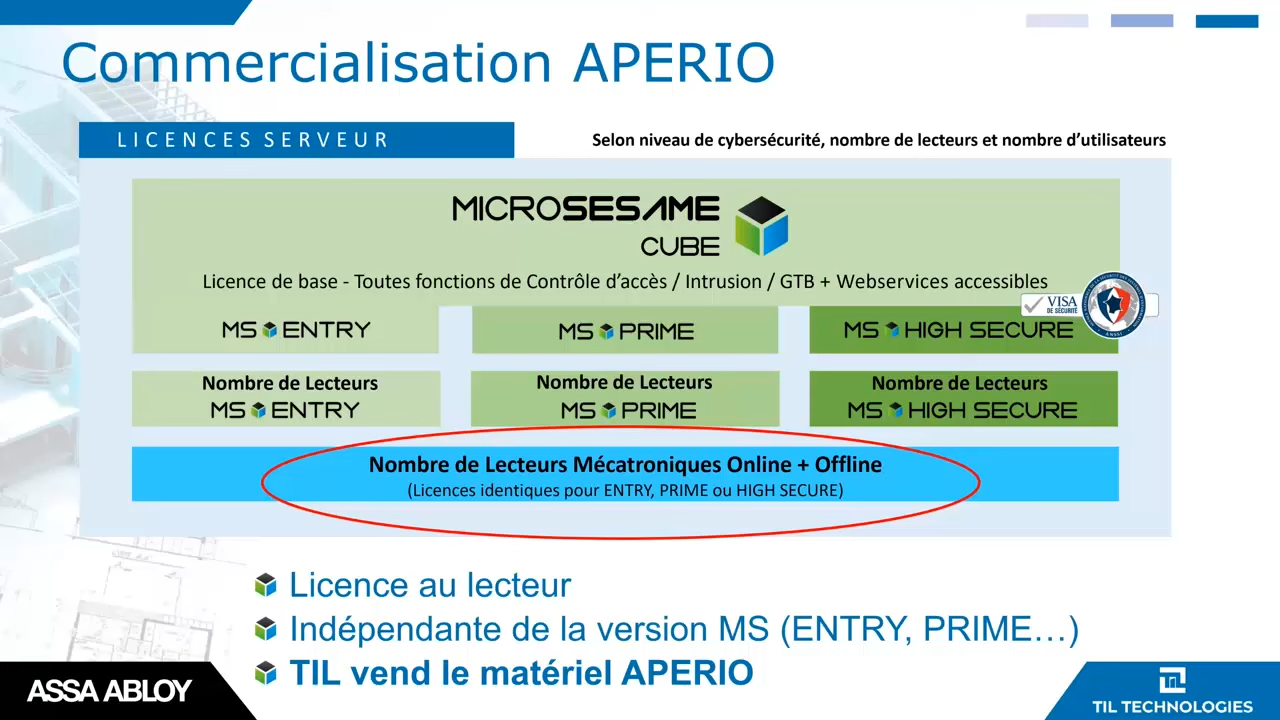 Commercialisation APERIO
LICENCES SERVEUR
Selon niveau de cybersécurité, nombre de lecteurs et nombre d’utilisateurs
MICROSESAME
CUBE
Licence de base - Toutes fonctions de Contrôle d’accès / Intrusion / GTB + Webservices accessibles
VISA
DE SÉCURITÉ
MS ENTRY
MS PRIME
MS HIGH SECURE
Nombre de Lecteurs
MS ENTRY
Nombre de Lecteurs
MS PRIME
Nombre de Lecteurs
MS HIGH SECURE
Nombre de Lecteurs Mécatroniques Online + Offline
(Licences identiques pour ENTRY, PRIME ou HIGH SECURE)
Licence au lecteur
Indépendante de la version MS (ENTRY, PRIME…)
TIL vend le matériel APERIO
ASSA ABLOY
TIL
TIL TECHNOLOGIES